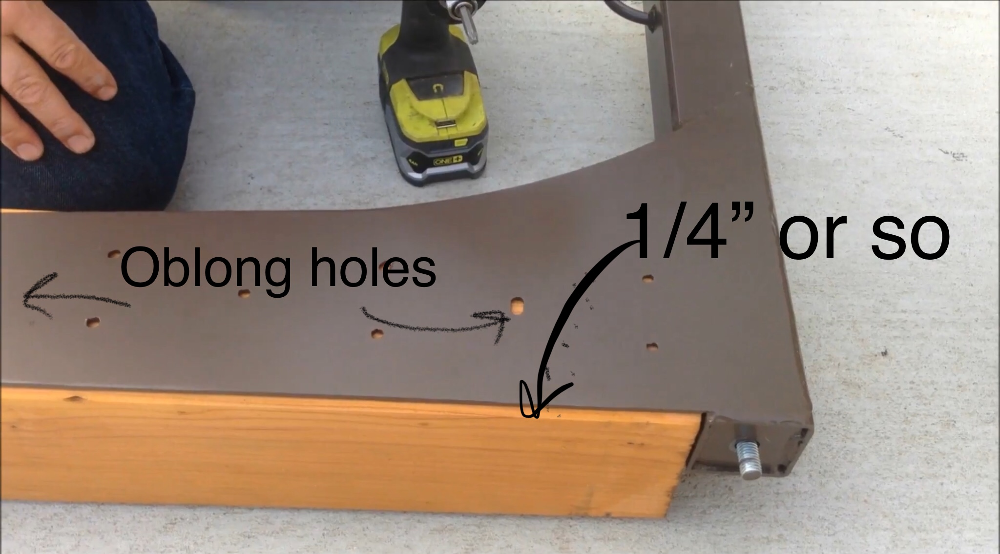 ONE+
1/4” or so
Oblong holes